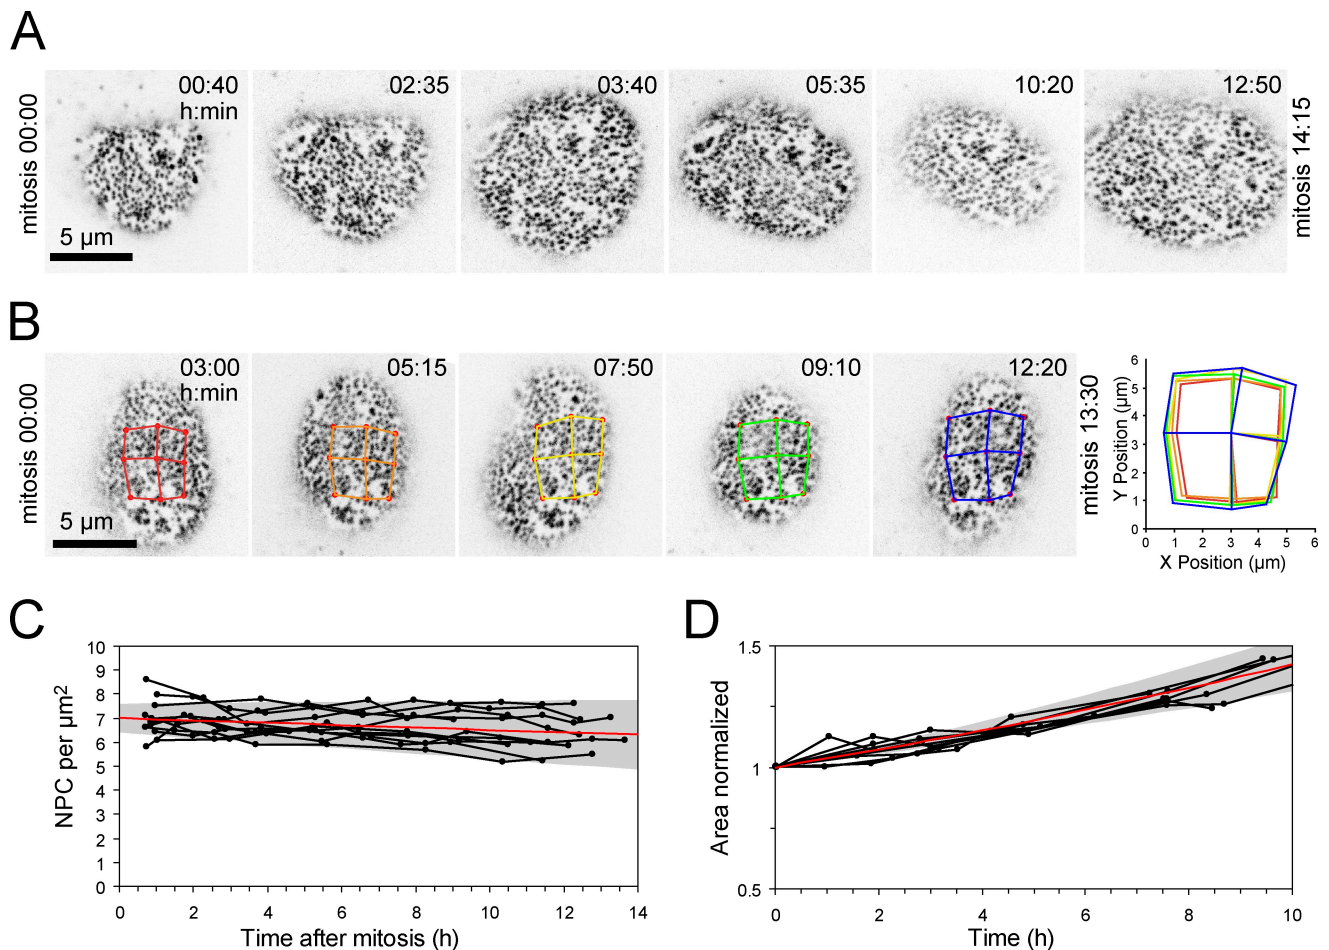 A
mitosis 00:00
00:40
h:min
02:35
03:40
05:35
10:20
12:50
mitosis 14:15
5 µm
B
mitosis 00:00
03:00
h:min
05:15
07:50
09:10
12:20
mitosis 13:30
5 µm
Y Position (µm)
6
5
4
3
2
1
0
0 1 2 3 4 5 6
X Position (µm)
C
NPC per µm2
10
9
8
7
6
5
4
3
2
1
0
0 2 4 6 8 10 12 14
Time after mitosis (h)
D
Area normalized
1.5
1
0.5
0 2 4 6 8 10
Time (h)